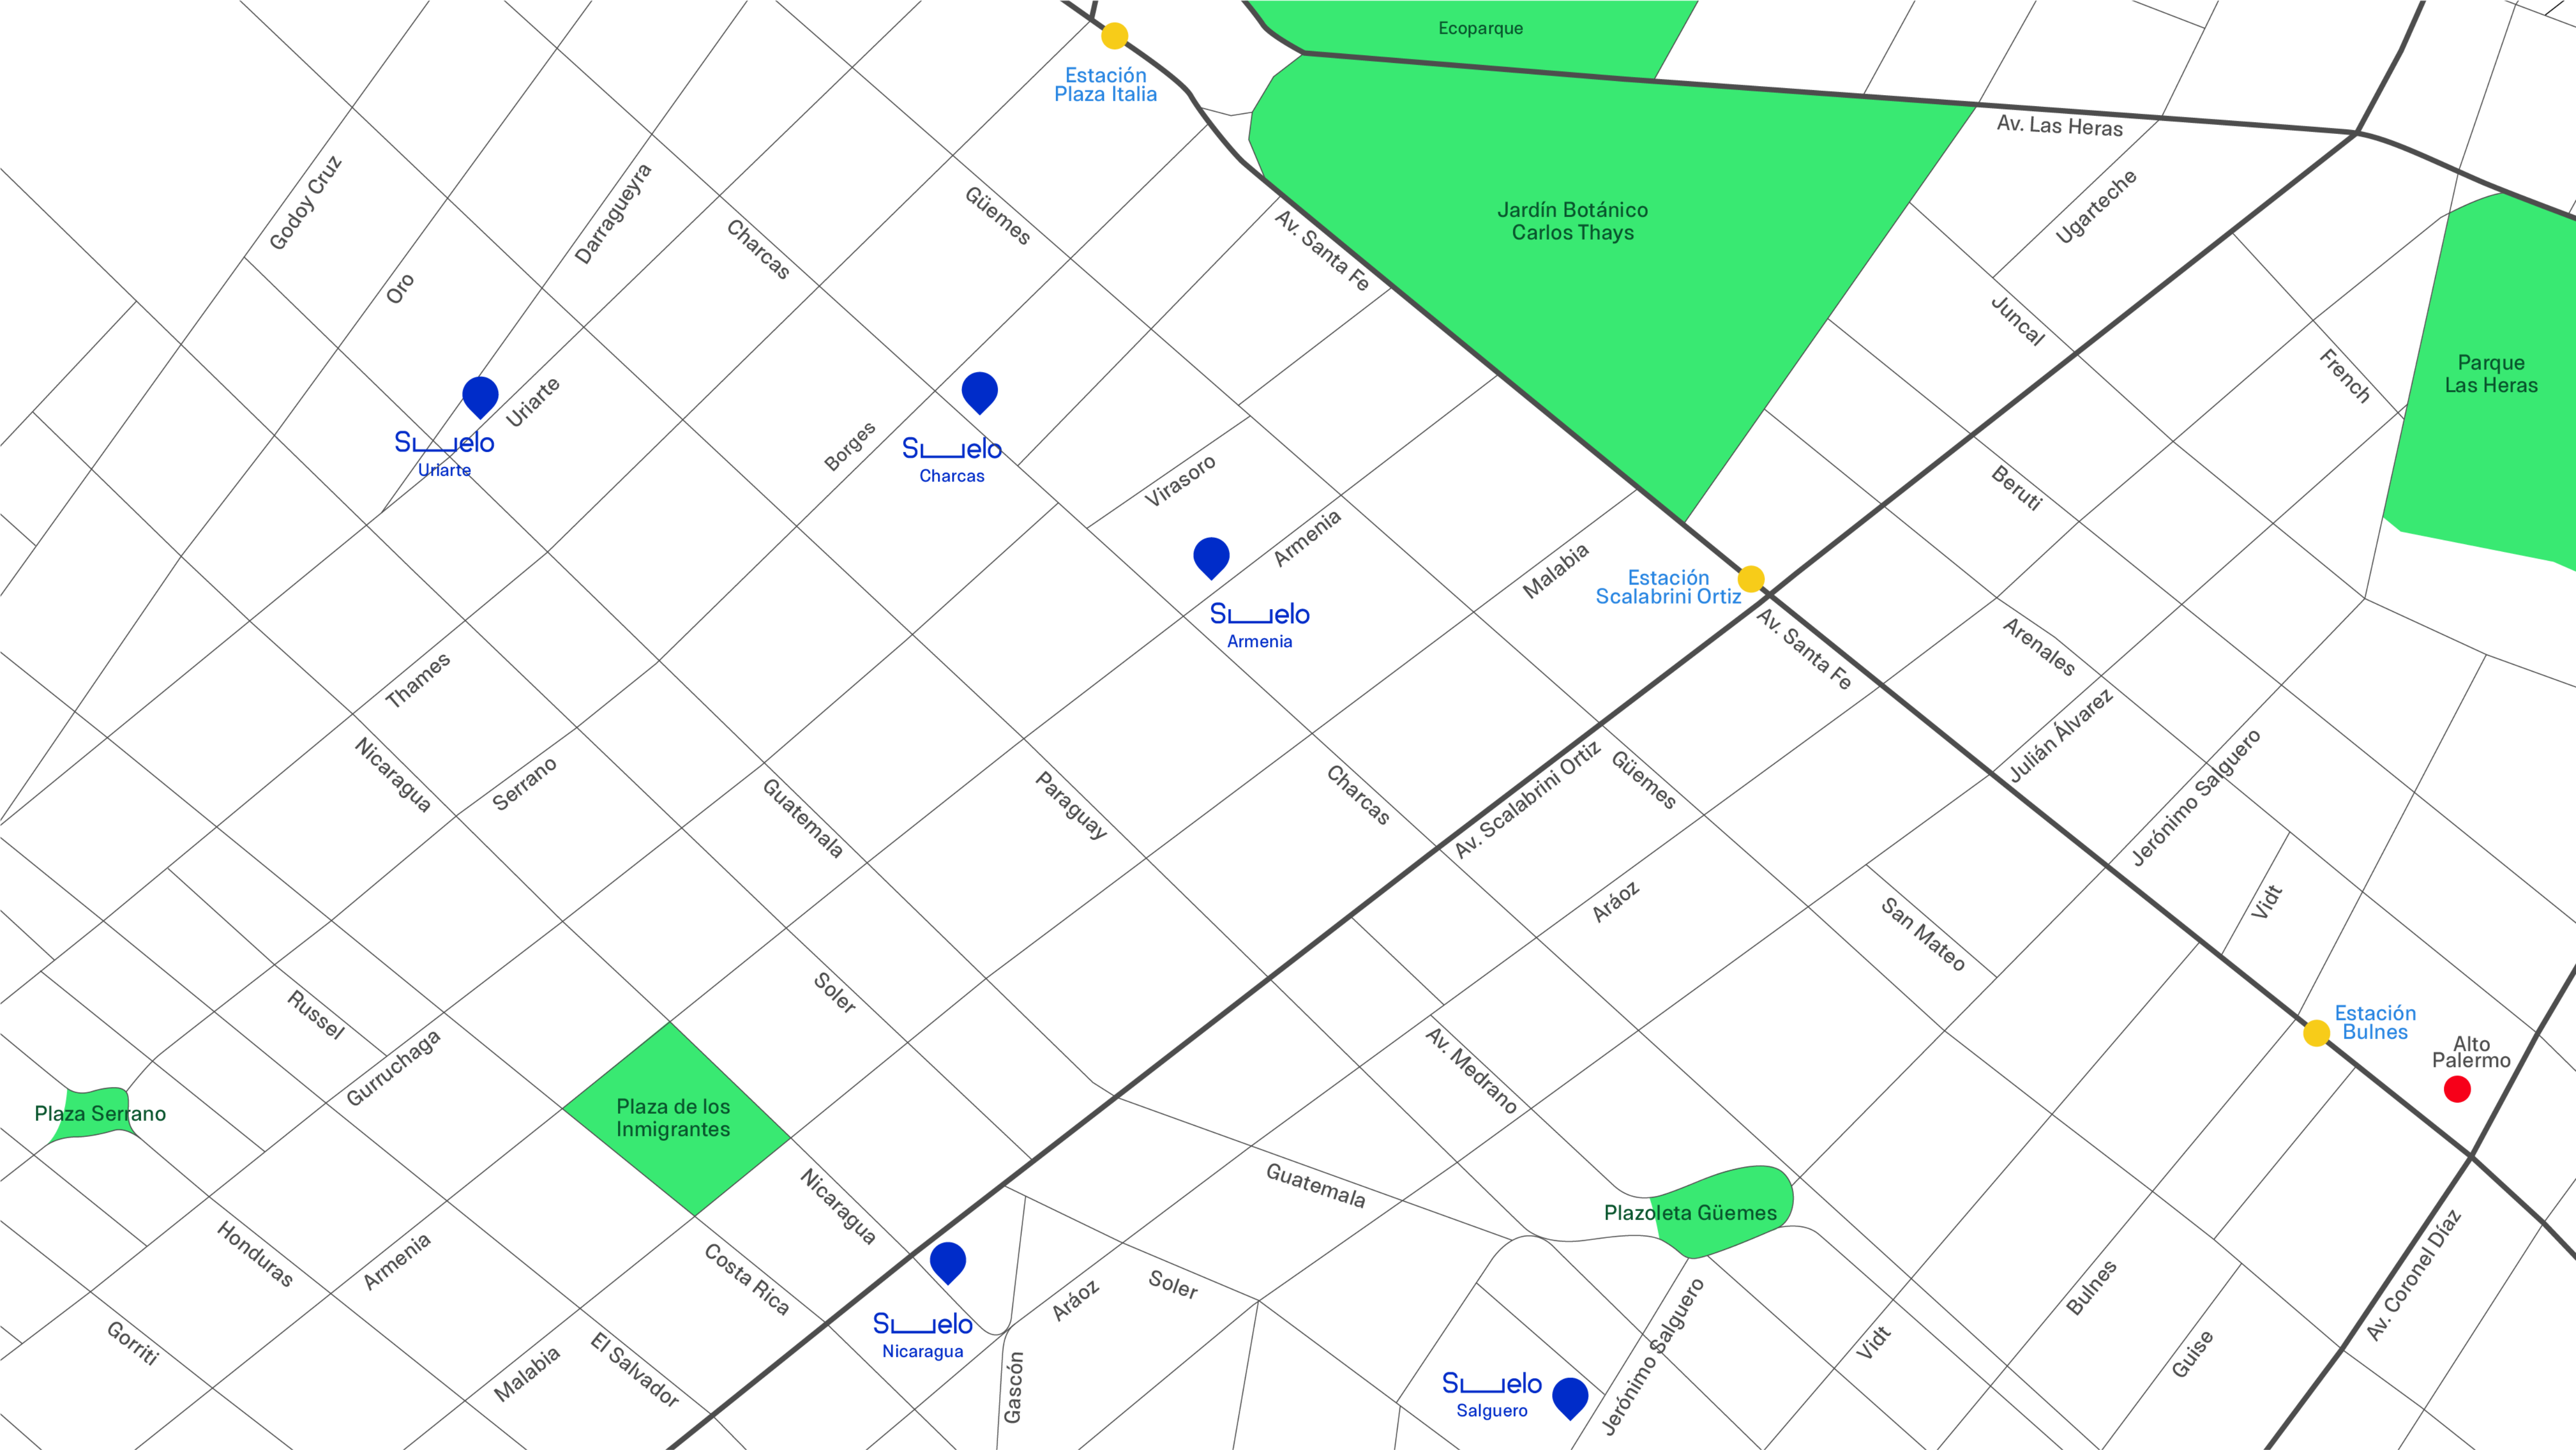 Ecoparque
Estación
Plaza Italia
Av. Las Heras
Godoy Cruz
Oro
Darragueyra
Charcas
Güemes
Av. Santa Fe
Jardín Botánico
Carlos Thays
Ugarteche
Juncal
French
Parque
Las Heras
Uriarte
Suelo
Uriarte
Borges
Suelo
Charcas
Virasoro
Armenia
Suelo
Armenia
Malabia
Estación
Scalabrini Ortiz
Av. Santa Fe
Beruti
Arenales
Thames
Nicaragua
Serrano
Guatemala
Paraguay
Charcas
Av. Scalabrini Ortiz
Güemes
Julián Álvarez
Jerónimo Salguero
Aráoz
San Mateo
Vidt
Russel
Gurruchaga
Soler
Estación
Bulnes
Alto
Palermo
Plaza Serrano
Plaza de los
Inmigrantes
Av. Medrano
Nicaragua
Guatemala
Plazoleta Güemes
Honduras
Armenia
Costa Rica
Soler
Aráoz
Bulnes
Av. Coronel Díaz
Gorriti
Malabia
El Salvador
Suelo
Nicaragua
Gascón
Suelo
Salguero
Jerónimo Salguero
Vidt
Guise